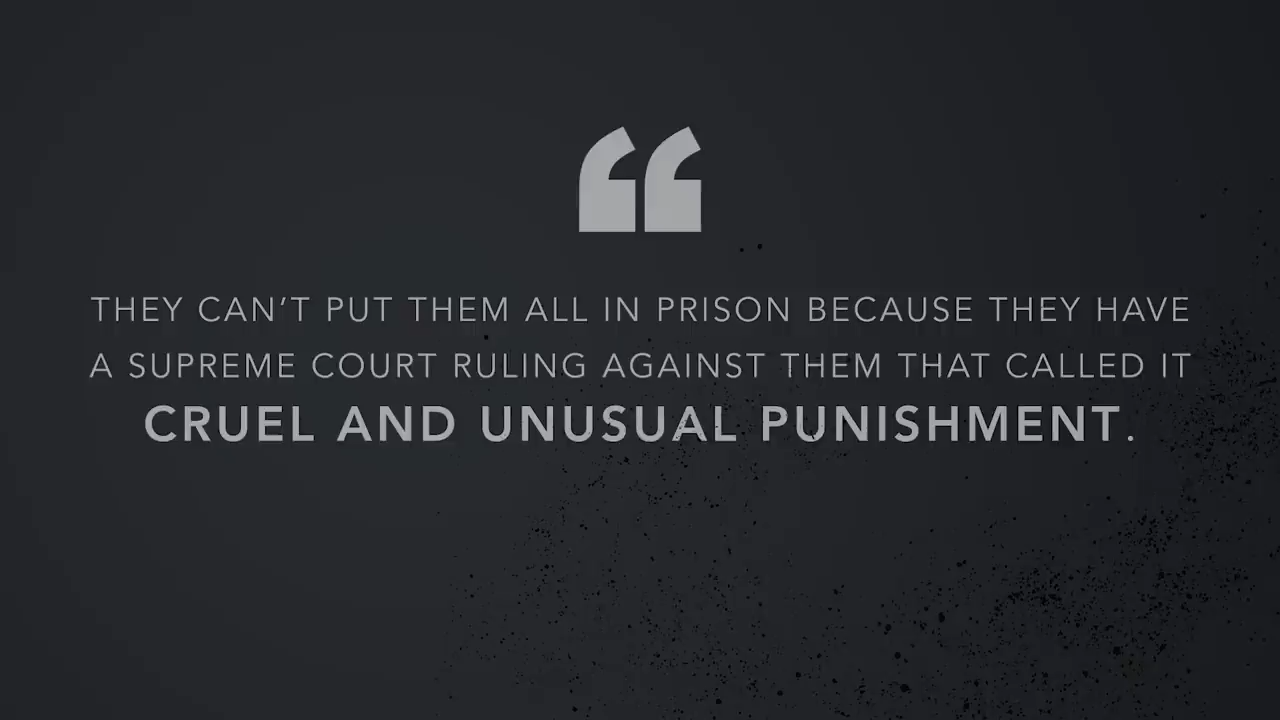 “
THEY CAN’T PUT THEM ALL IN PRISON BECAUSE THEY HAVE
A SUPREME COURT RULING AGAINST THEM THAT CALLED IT
CRUEL AND UNUSUAL PUNISHMENT.